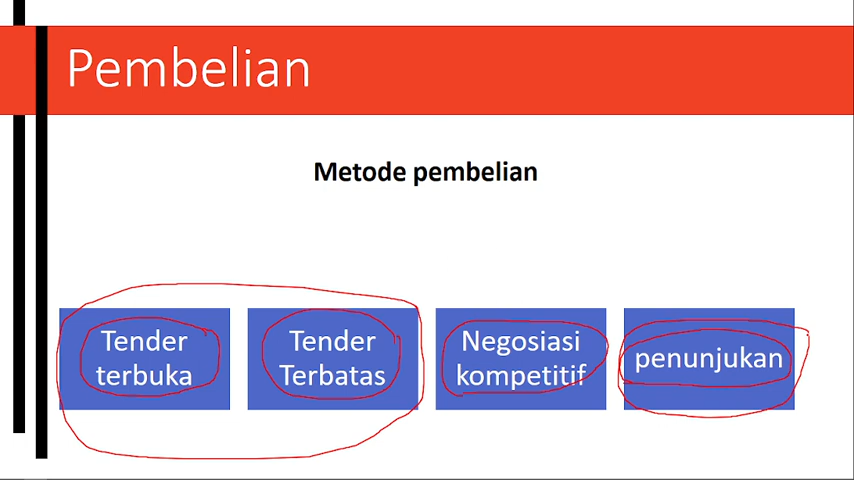 Pembelian
Metode pembelian
Tender
terbuka
Tender
Terbatas
Negosiasi
kompetitif
penunjukan